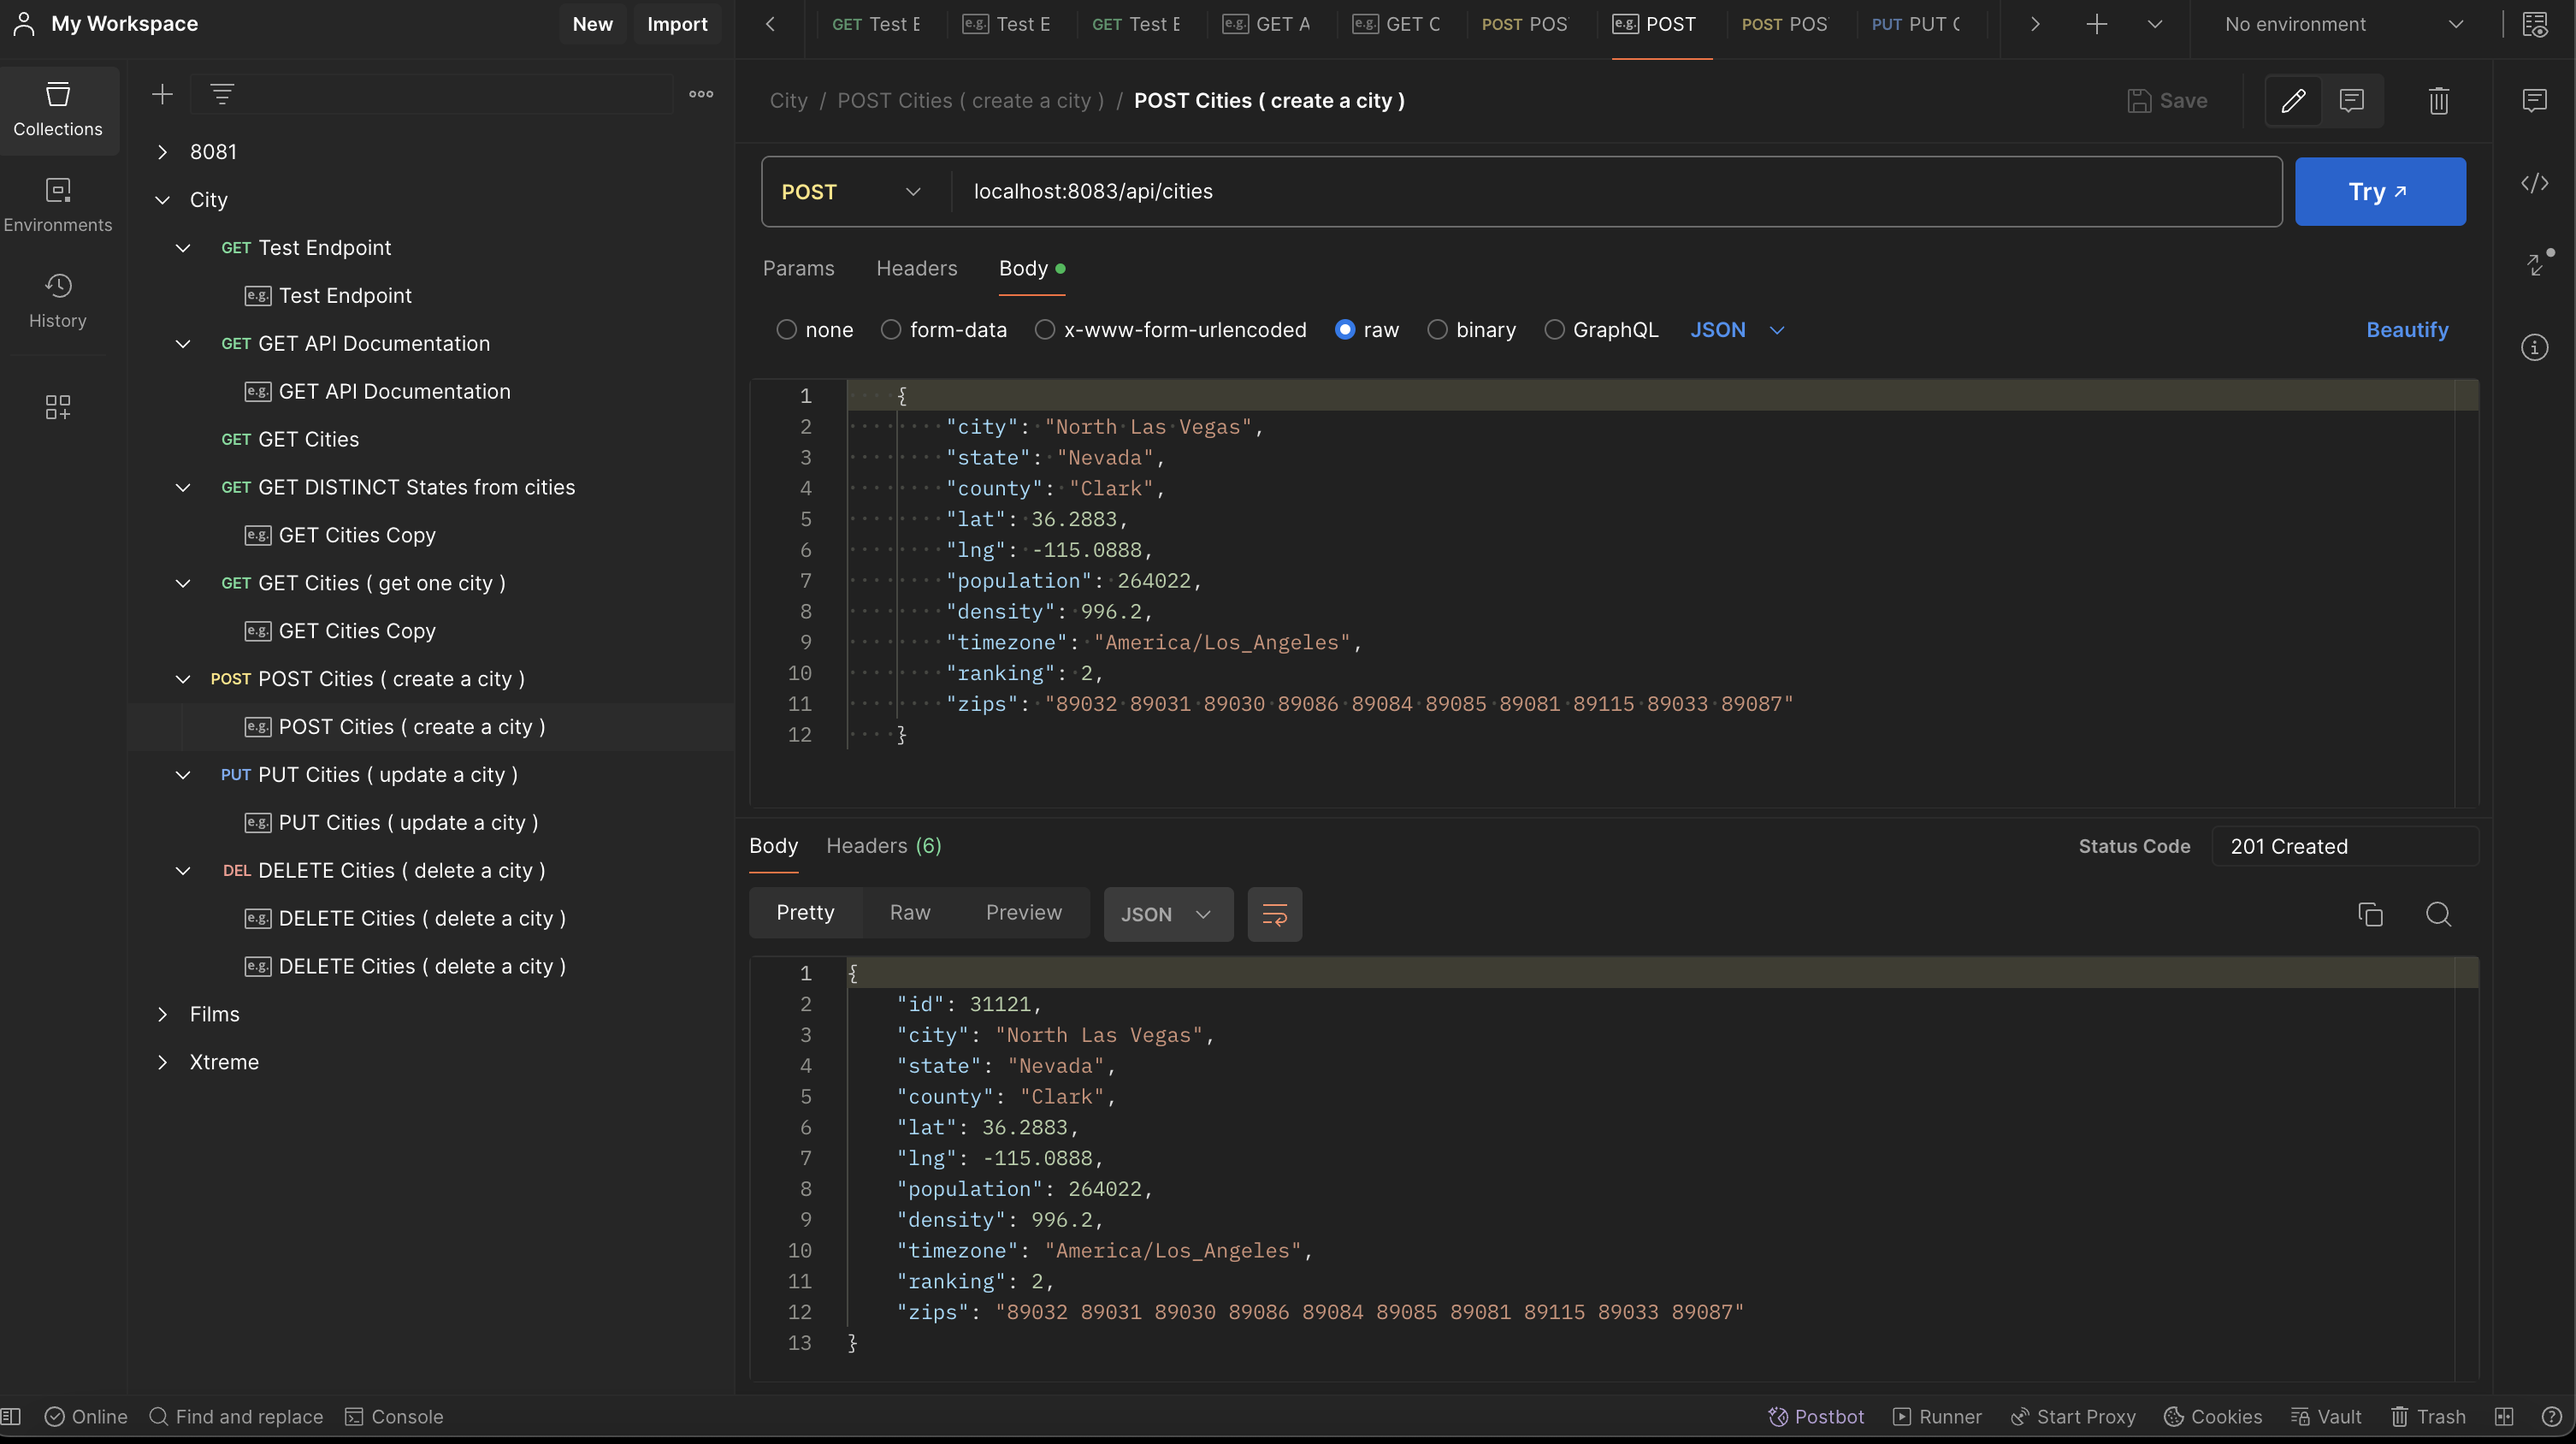 My Workspace
New
Import
GET Test E
e.g. Test E
GET Test E
e.g. GET A
e.g. GET C
POST POS
e.g. POST
POST POS
PUT PUT C
No environment
Collections
Environments
History
8081
City
GET Test Endpoint
e.g. Test Endpoint
GET GET API Documentation
e.g. GET API Documentation
GET GET Cities
GET GET DISTINCT States from cities
e.g. GET Cities Copy
GET GET Cities ( get one city )
e.g. GET Cities Copy
POST POST Cities ( create a city )
e.g. POST Cities ( create a city )
PUT PUT Cities ( update a city )
e.g. PUT Cities ( update a city )
DEL DELETE Cities ( delete a city )
e.g. DELETE Cities ( delete a city )
e.g. DELETE Cities ( delete a city )
Films
Xtreme
City / POST Cities ( create a city ) / POST Cities ( create a city )
Save
POST
localhost:8083/api/cities
Try
Params
Headers
Body
none
form-data
x-www-form-urlencoded
raw
binary
GraphQL
JSON
Beautify
1 {
2 "city": "North Las Vegas",
3 "state": "Nevada",
4 "county": "Clark",
5 "lat": 36.2883,
6 "lng": -115.0888,
7 "population": 264022,
8 "density": 996.2,
9 "timezone": "America/Los_Angeles",
10 "ranking": 2,
11 "zips": "89032 89031 89030 89086 89084 89085 89081 89115 89033 89087"
12 }
Body
Headers (6)
Status Code
201 Created
Pretty
Raw
Preview
JSON
1 {
2 "id": 31121,
3 "city": "North Las Vegas",
4 "state": "Nevada",
5 "county": "Clark",
6 "lat": 36.2883,
7 "lng": -115.0888,
8 "population": 264022,
9 "density": 996.2,
10 "timezone": "America/Los_Angeles",
11 "ranking": 2,
12 "zips": "89032 89031 89030 89086 89084 89085 89081 89115 89033 89087"
13 }
Online
Find and replace
Console
Postbot
Runner
Start Proxy
Cookies
Vault
Trash